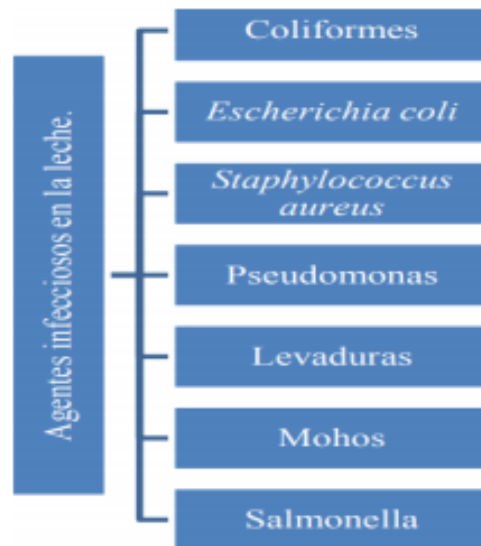 Agentes infecciosos en la leche.
Coliformes
Escherichia coli
Staphylococcus
aureus
Pseudomonas
Levaduras
Mohos
Salmonella